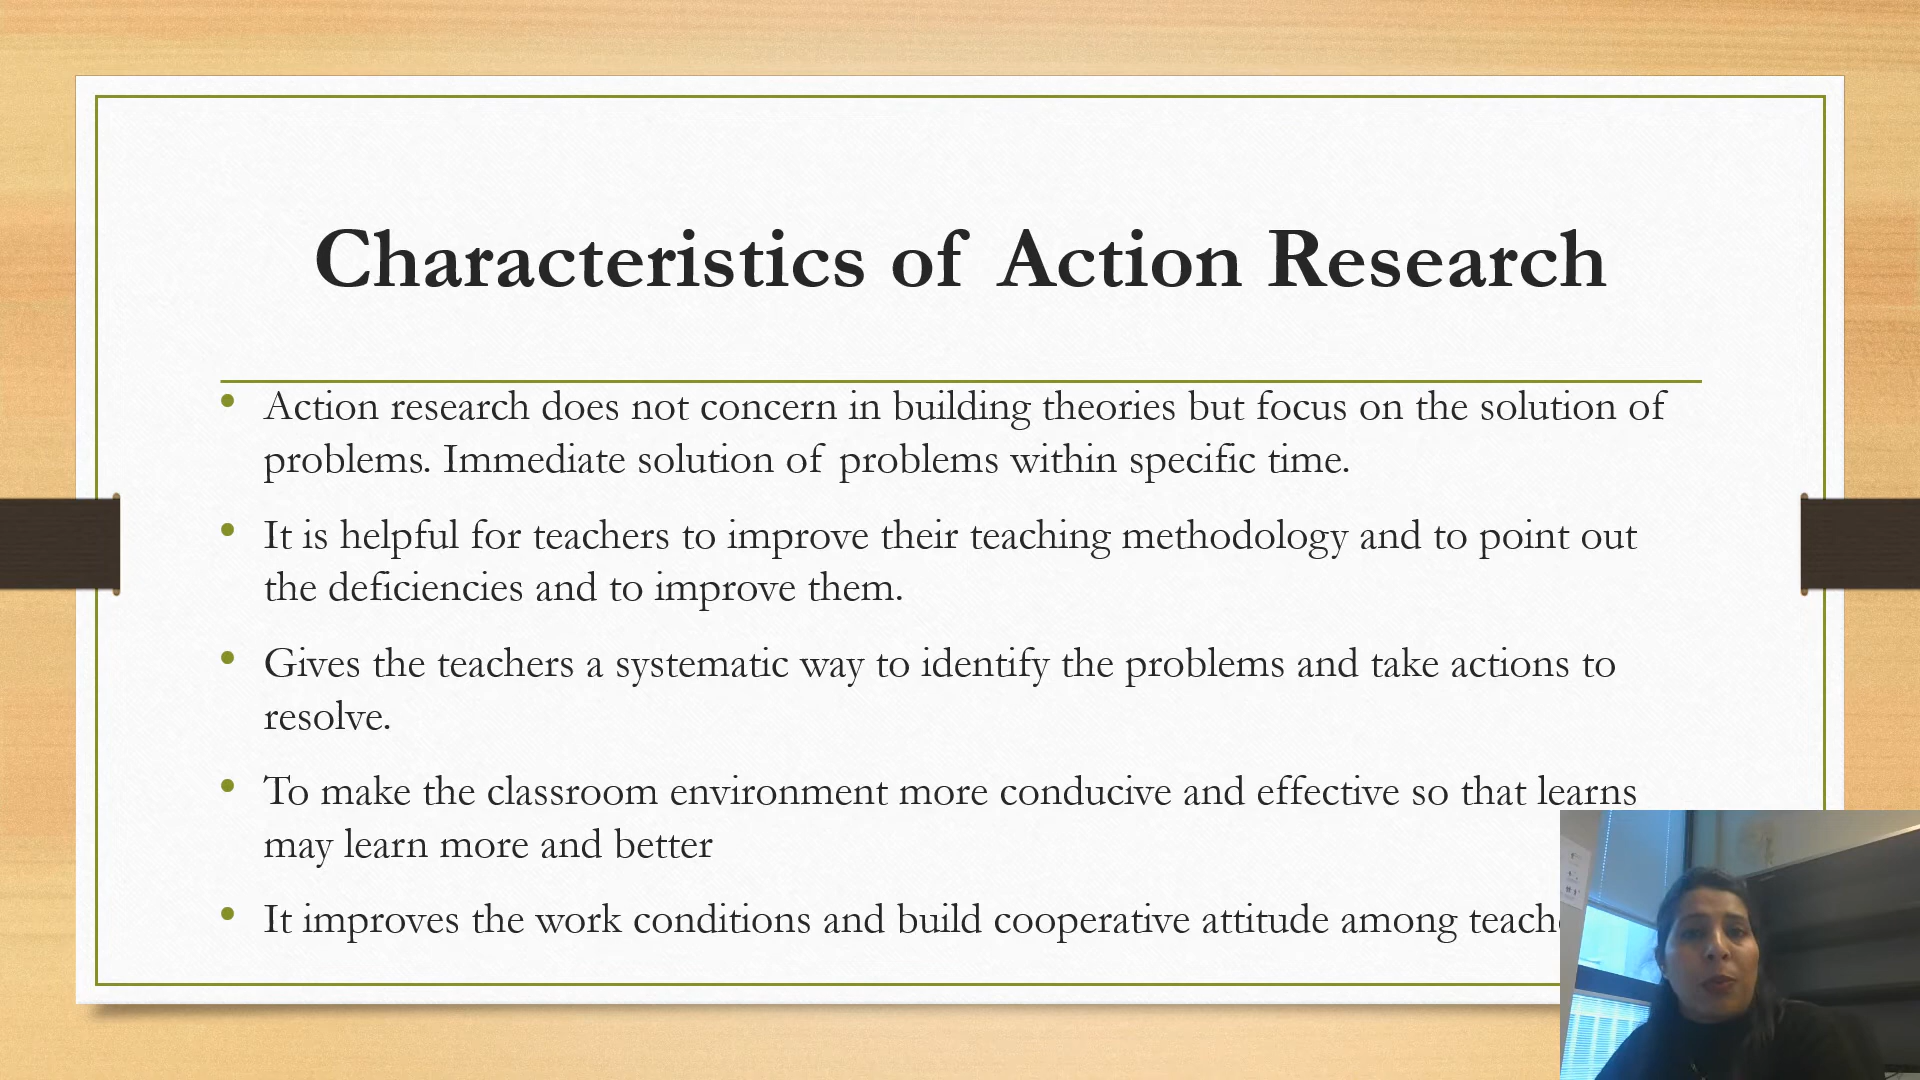 Characteristics of Action Research
• Action research does not concern in building theories but focus on the solution of
problems. Immediate solution of problems within specific time.
• It is helpful for teachers to improve their teaching methodology and to point out
the deficiencies and to improve them.
• Gives the teachers a systematic way to identify the problems and take actions to
resolve.
• To make the classroom environment more conducive and effective so that learns
may learn more and better
• It improves the work conditions and build cooperative attitude among